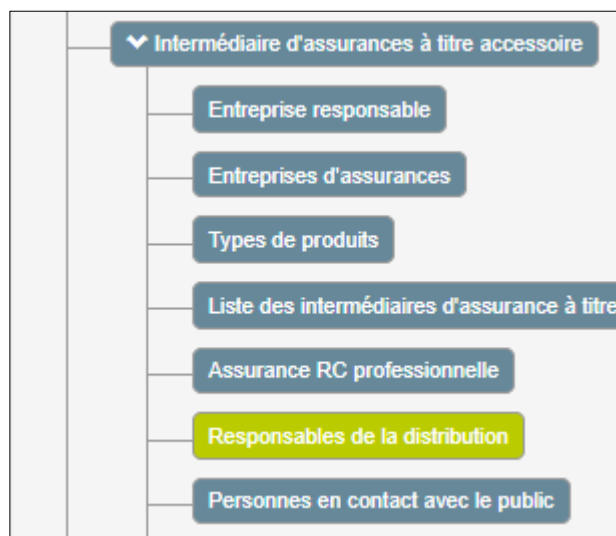 Intermédiaire d'assurances à titre accessoire
Entreprise responsable
Entreprises d'assurances
Types de produits
Liste des intermédiaires d'assurance à titre
Assurance RC professionnelle
Responsables de la distribution
Personnes en contact avec le public